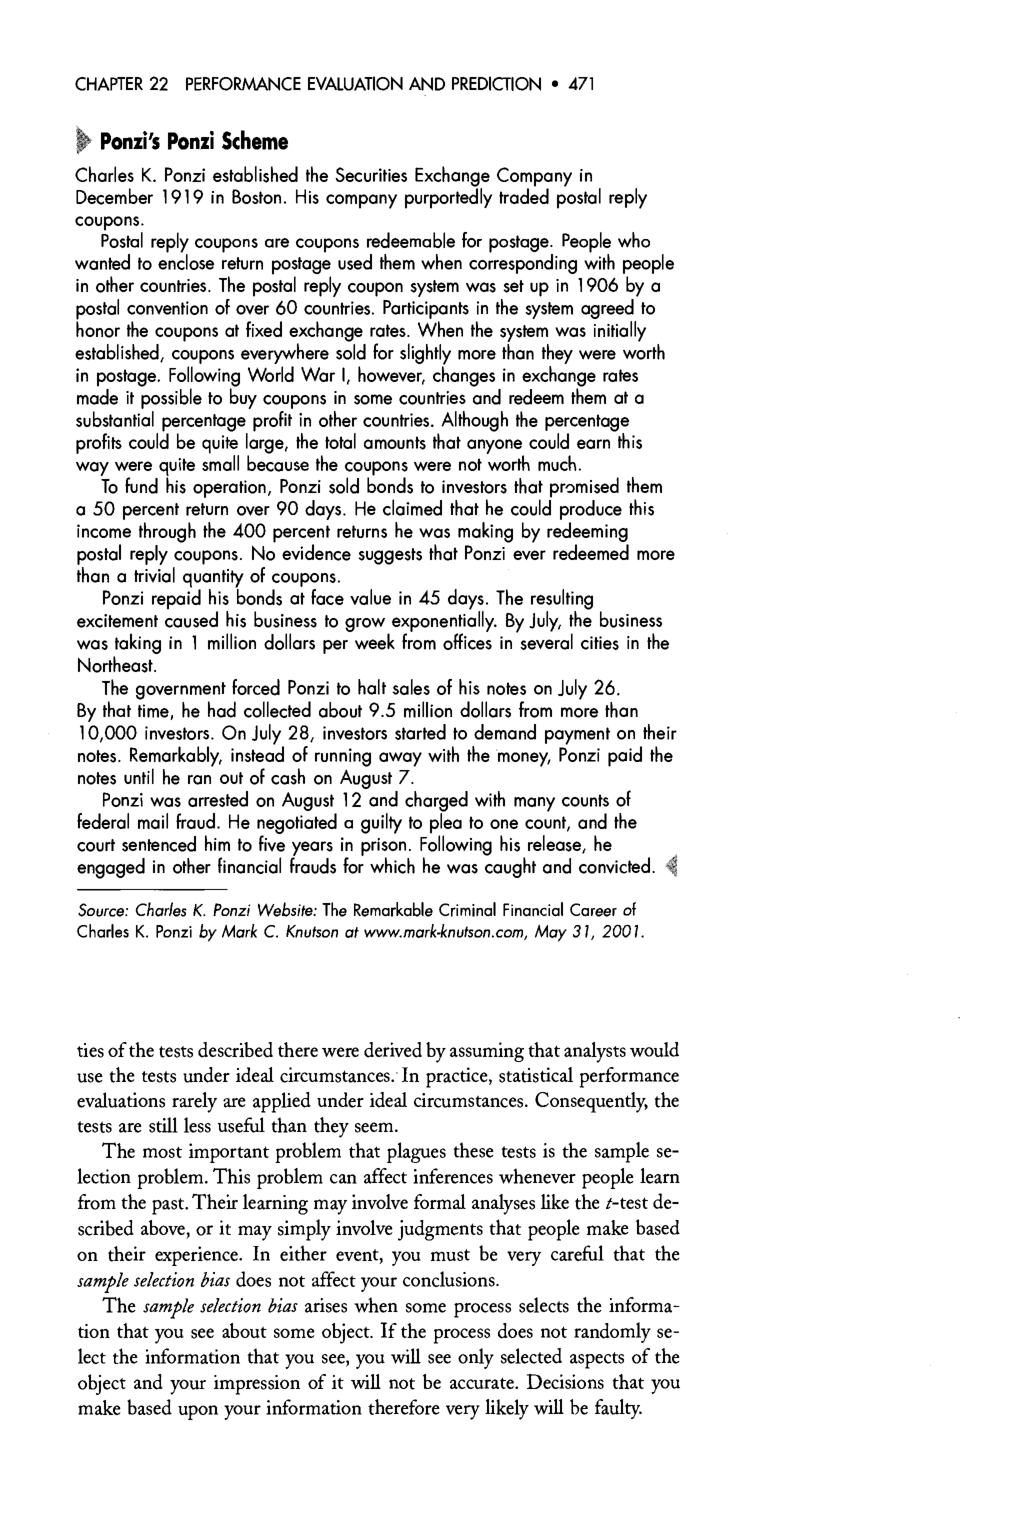 CHAPTER 22 PERFORMANCE EVALUATION AND PREDICTION • 471
Ponzi's Ponzi Scheme
Charles K. Ponzi established the Securities Exchange Company in
December 1919 in Boston. His company purportedly traded postal reply
coupons.
Postal reply coupons are coupons redeemable for postage. People who
wanted to enclose return postage used them when corresponding with people
in other countries. The postal reply coupon system was set up in 1906 by a
postal convention of over 60 countries. Participants in the system agreed to
honor the coupons at fixed exchange rates. When the system was initially
established, coupons everywhere sold for slightly more than they were worth
in postage. Following World War I, however, changes in exchange rates
made it possible to buy coupons in some countries and redeem them at a
substantial percentage profit in other countries. Although the percentage
profits could be quite large, the total amounts that anyone could earn this
way were quite small because the coupons were not worth much.
To fund his operation, Ponzi sold bonds to investors that promised them
a 50 percent return over 90 days. He claimed that he could produce this
income through the 400 percent returns he was making by redeeming
postal reply coupons. No evidence suggests that Ponzi ever redeemed more
than a trivial quantity of coupons.
Ponzi repaid his bonds at face value in 45 days. The resulting
excitement caused his business to grow exponentially. By July, the business
was taking in 1 million dollars per week from offices in several cities in the
Northeast.
The government forced Ponzi to halt sales of his notes on July 26.
By that time, he had collected about 9.5 million dollars from more than
10,000 investors. On July 28, investors started to demand payment on their
notes. Remarkably, instead of running away with the money, Ponzi paid the
notes until he ran out of cash on August 7.
Ponzi was arrested on August 12 and charged with many counts of
federal mail fraud. He negotiated a guilty to plea to one count, and the
court sentenced him to five years in prison. Following his release, he
engaged in other financial frauds for which he was caught and convicted.
Source: Charles K. Ponzi Website: The Remarkable Criminal Financial Career of
Charles K. Ponzi by Mark C. Knutson at www.mark-knutson.com, May 31, 2001.
ties of the tests described there were derived by assuming that analysts would
use the tests under ideal circumstances. In practice, statistical performance
evaluations rarely are applied under ideal circumstances. Consequently, the
tests are still less useful than they seem.
The most important problem that plagues these tests is the sample se-
lection problem. This problem can affect inferences whenever people learn
from the past. Their learning may involve formal analyses like the t-test de-
scribed above, or it may simply involve judgments that people make based
on their experience. In either event, you must be very careful that the
sample selection bias does not affect your conclusions.
The sample selection bias arises when some process selects the informa-
tion that you see about some object. If the process does not randomly se-
lect the information that you see, you will see only selected aspects of the
object and your impression of it will not be accurate. Decisions that you
make based upon your information therefore very likely will be faulty.